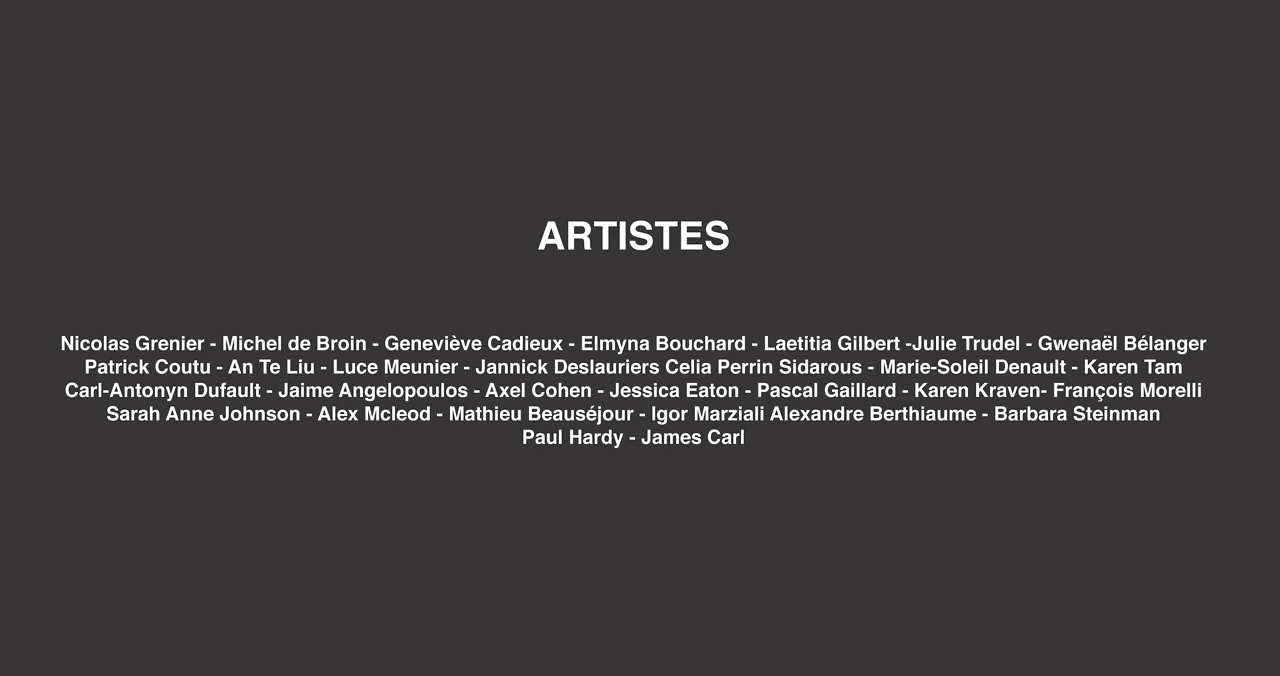 ARTISTES
Nicolas Grenier - Michel de Broin - Geneviève Cadieux - Elmyna Bouchard - Laetitia Gilbert -Julie Trudel - Gwenaël Bélanger
Patrick Coutu - An Te Liu - Luce Meunier - Jannick Deslauriers Celia Perrin Sidarous - Marie-Soleil Denault - Karen Tam
Carl-Antonyn Dufault - Jaime Angelopoulos - Axel Cohen - Jessica Eaton - Pascal Gaillard - Karen Kraven- François Morelli
Sarah Anne Johnson - Alex Mcleod - Mathieu Beauséjour - Igor Marziali Alexandre Berthiaume - Barbara Steinman
Paul Hardy - James Carl